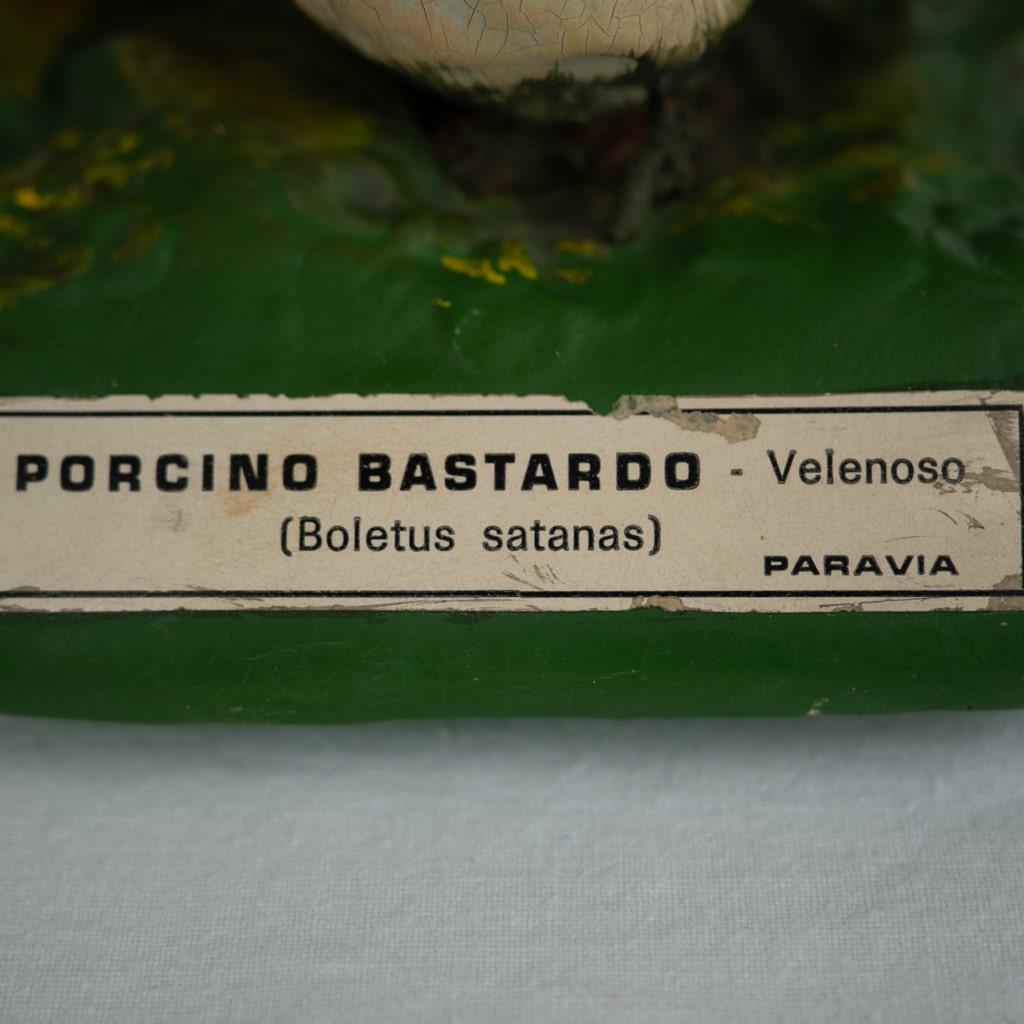 PORCINO BASTARDO - Velenoso
(Boletus satanas)
PARAVIA